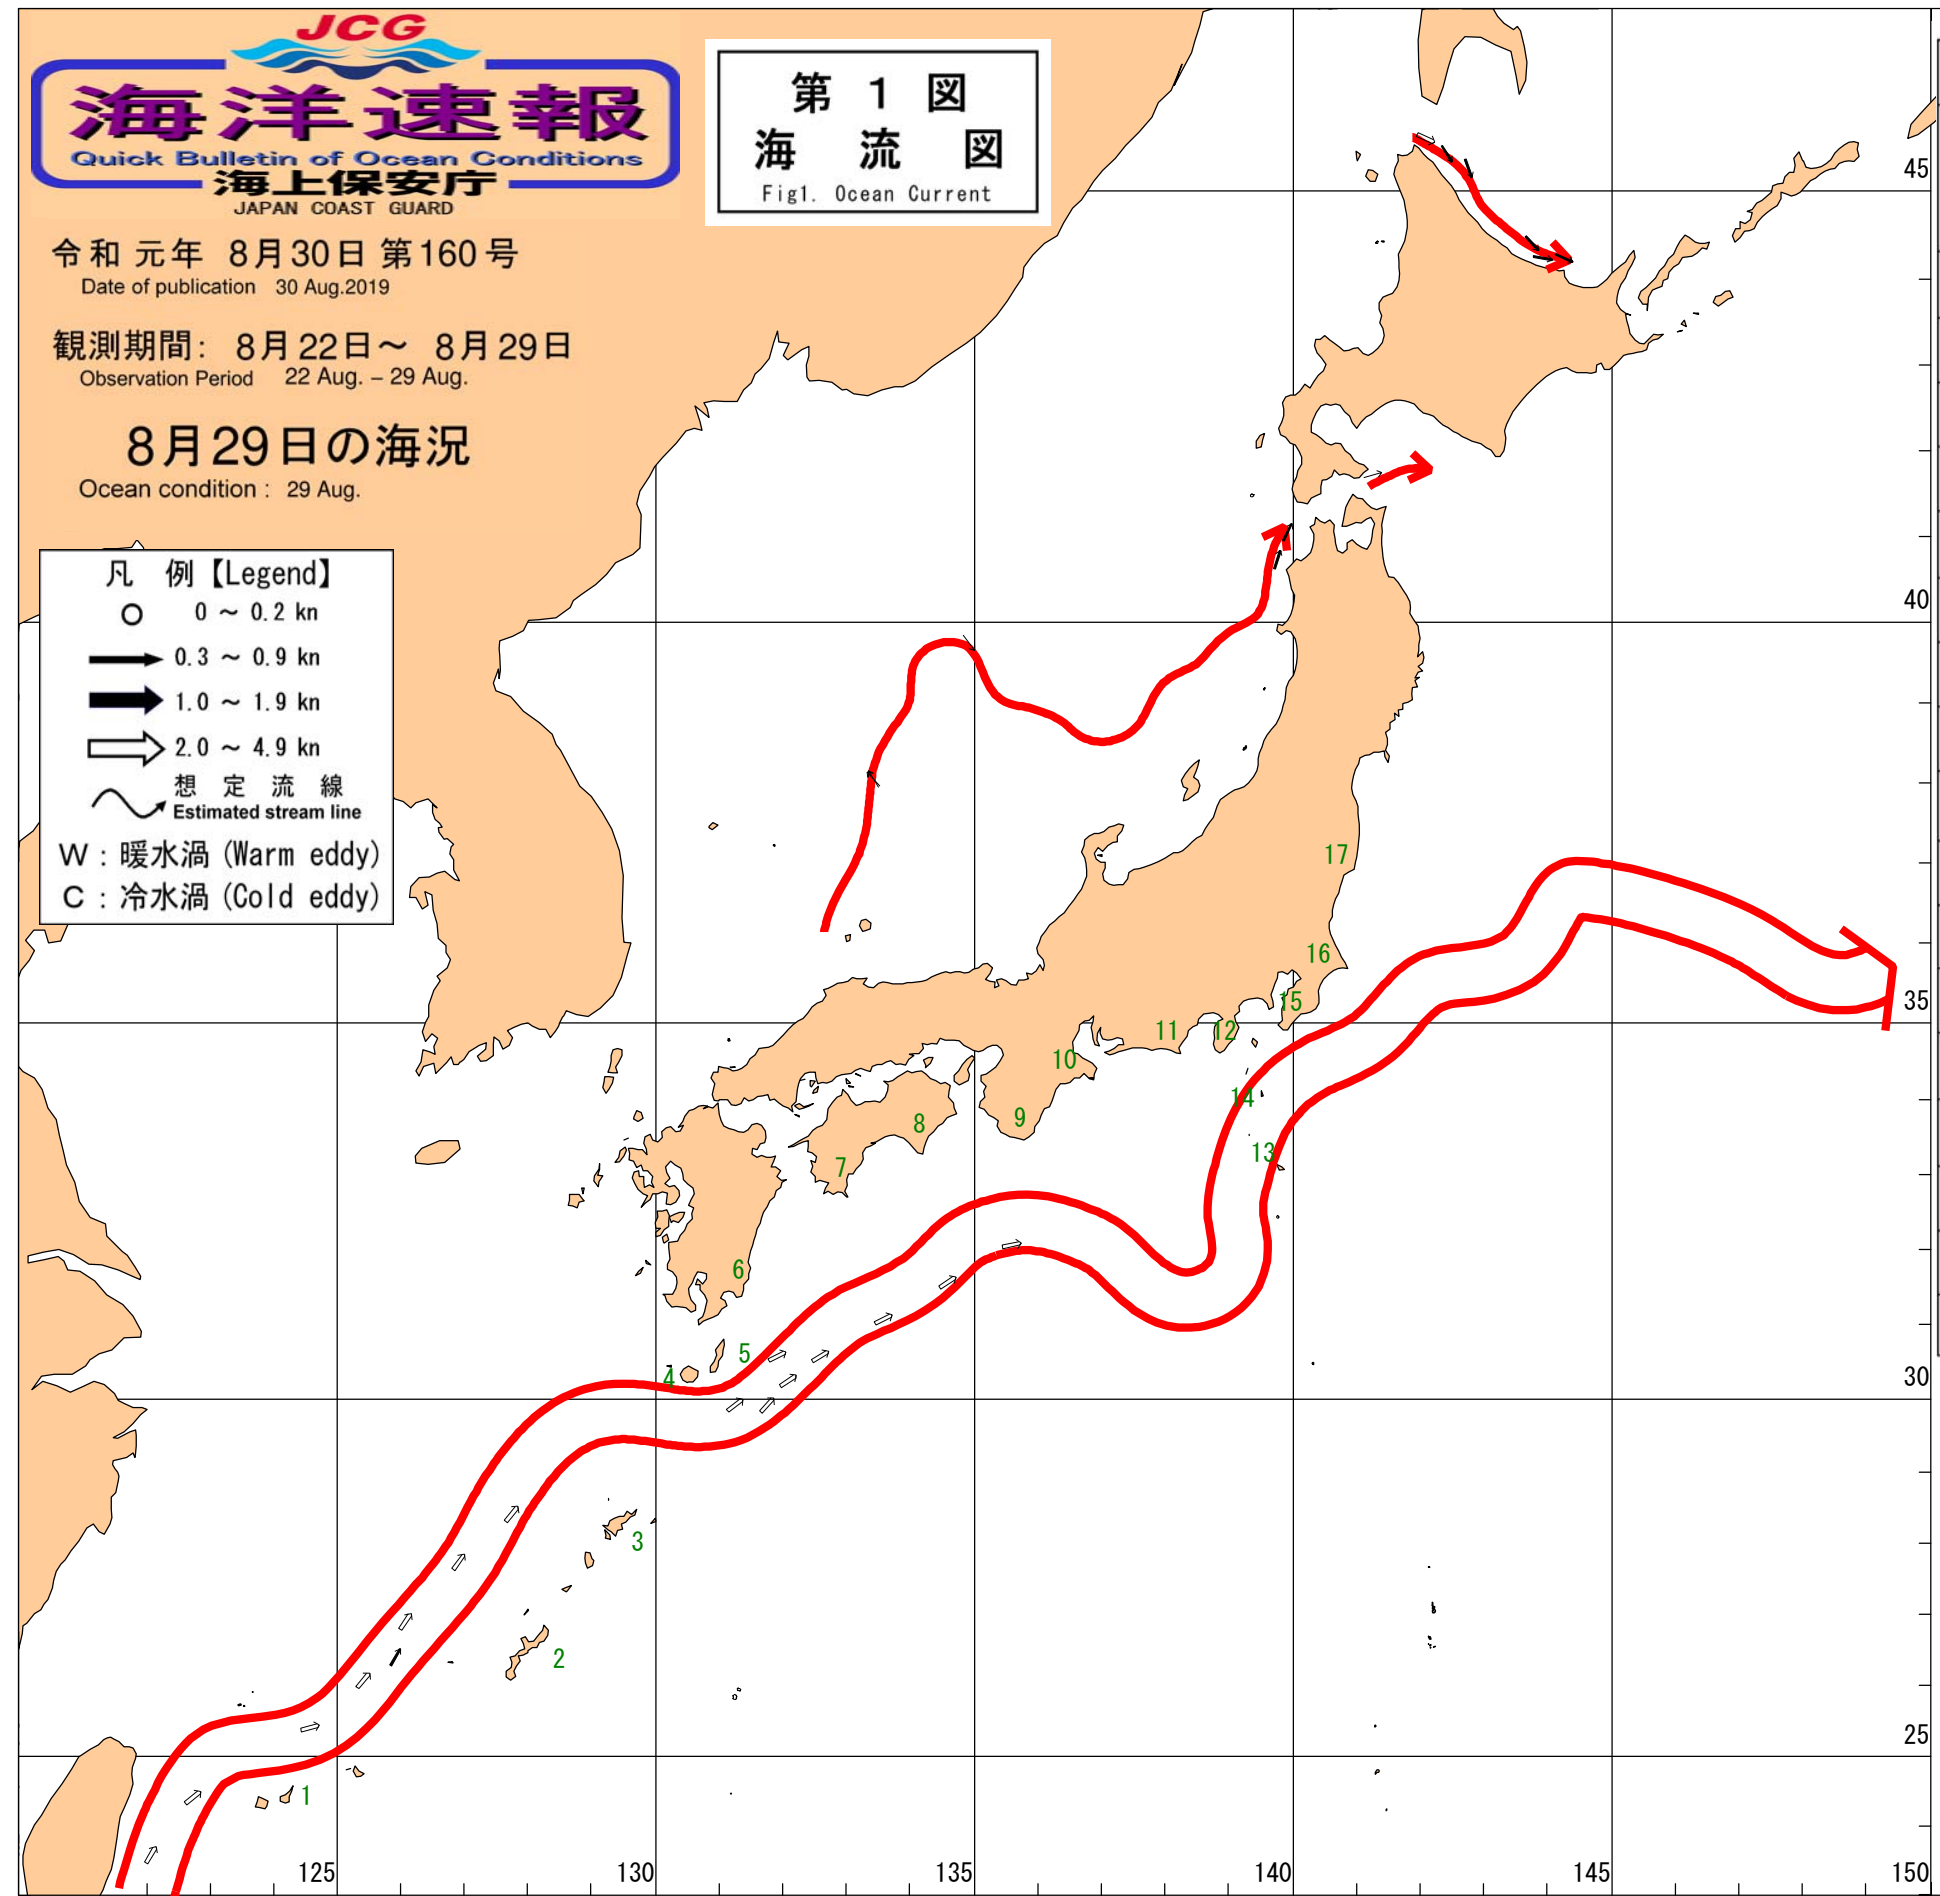 JCG
海洋速報
Quick Bulletin of Ocean Conditions
海上保安庁
JAPAN COAST GUARD
第 1 図
海 流 図
Fig1. Ocean Current
令和 元年 8月30日 第160号
Date of publication 30 Aug.2019
観測期間: 8月22日～ 8月29日
Observation Period 22 Aug. – 29 Aug.
8月29日の海況
Ocean condition : 29 Aug.
凡 例【Legend】
0 ～ 0.2 kn
0.3 ～ 0.9 kn
1.0 ～ 1.9 kn
2.0 ～ 4.9 kn
想 定 流 線
Estimated stream line
W : 暖水渦 (Warm eddy)
C : 冷水渦 (Cold eddy)
45
40
17
16
35
15
12
11
10
14
9
8
13
7
6
5
4
30
3
2
25
1
125
130
135
140
145
150